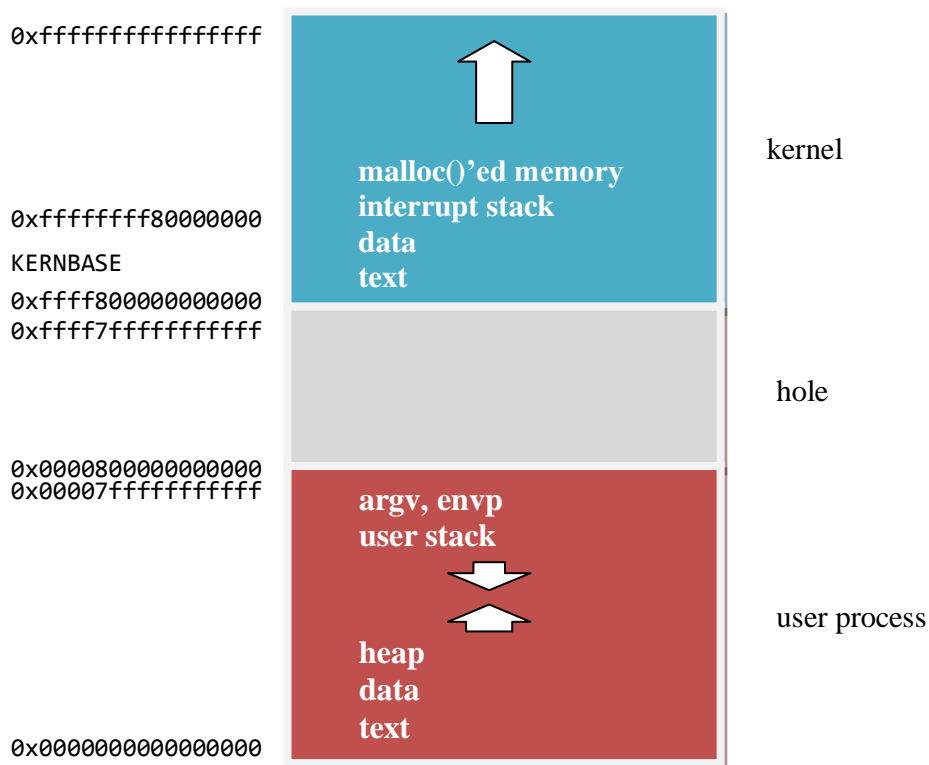 0xffffffffffffffff
kernel
malloc()’ed memory
interrupt stack
0xffffffff80000000
data
KERNBASE
text
0xffff800000000000
0xffff7fffffffffff
hole
0x0000800000000000
0x00007fffffffffff
argv, envp
user stack
user process
heap
data
text
0x0000000000000000